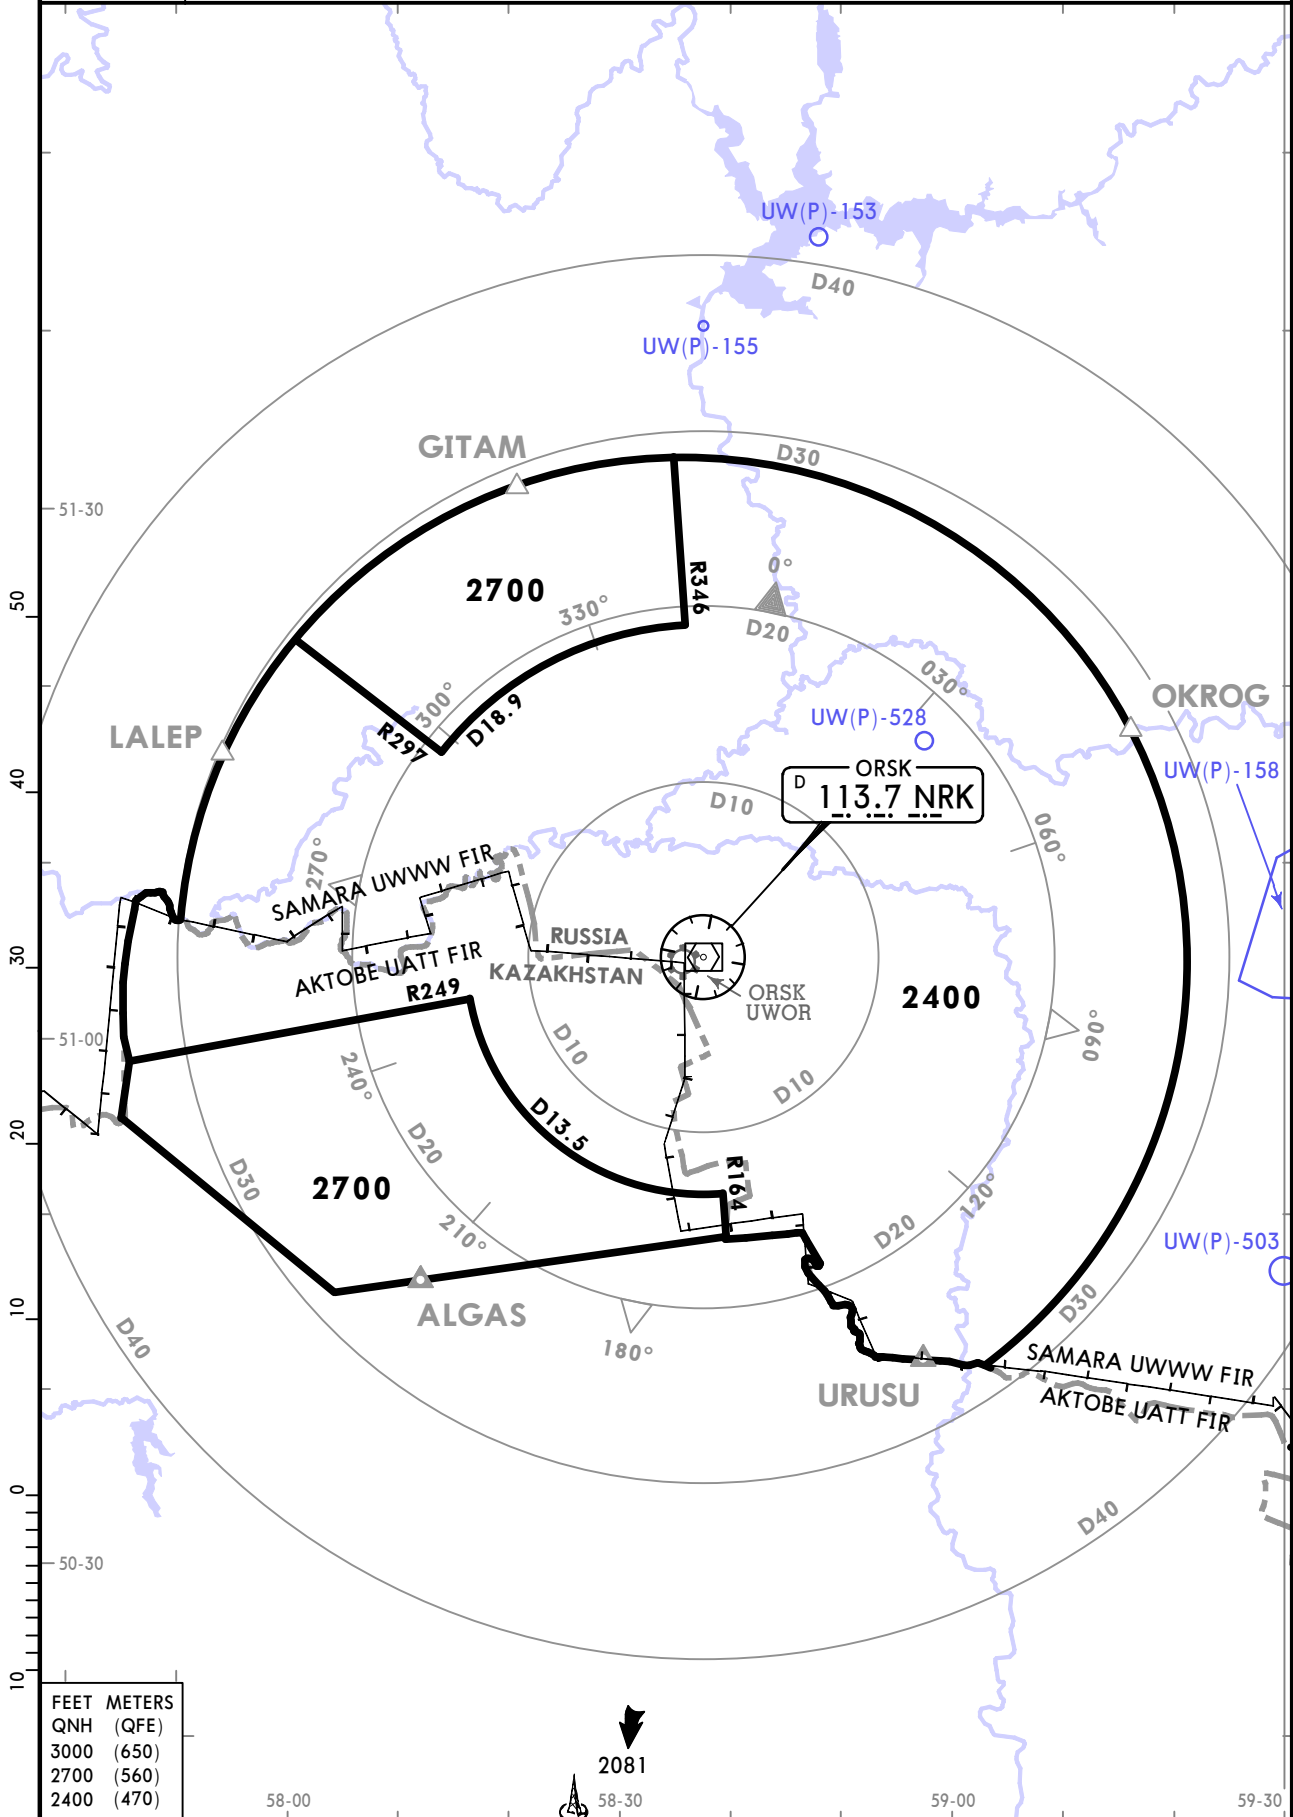 UW(P)-153
D40
UW(P)-155
GITAM
D30
51-30
0°
R346
2700
330°
D20
50
030°
OKROG
300°
D18.9
UW(P)-528
LALEP
R297
ORSK
D 113.7 NRK
UW(P)-158
40
D10
060°
270°
SAMARA UWWW FIR
RUSSIA
KAZAKHSTAN
AKTOBE UATT FIR
R249
ORSK
UWOR
2400
30
51-00
D10
090°
240°
D10
D13.5
20
D20
R164
D30
2700
120°
210°
D20
UW(P)-503
ALGAS
D30
10
D40
180°
SAMARA UWWW FIR
URUSU
AKTOBE UATT FIR
0
D40
50-30
10
FEET METERS
QNH (QFE)
3000 (650)
2700 (560)
2400 (470)
2081
58-00
58-30
59-00
59-30